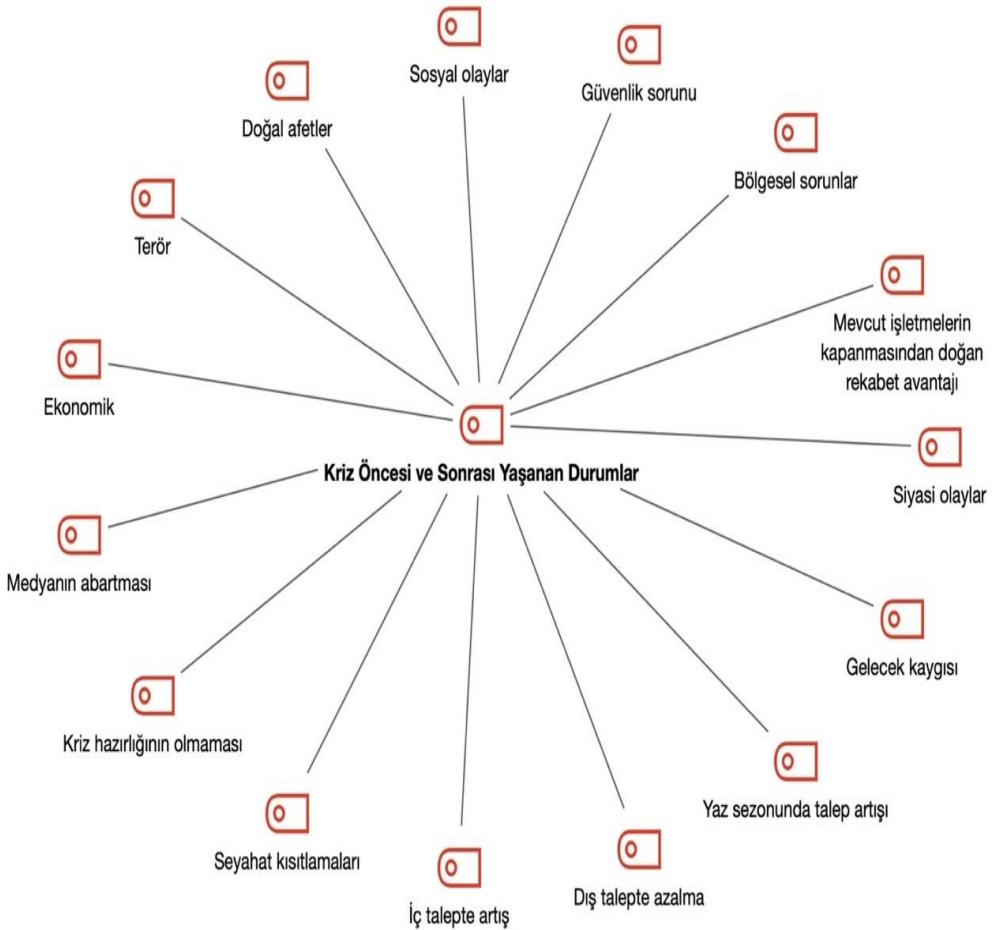 Sosyal olaylar
Güvenlik sorunu
Doğal afetler
Bölgesel sorunlar
Terör
Mevcut işletmelerin
kapanmasından doğan
rekabet avantajı
Ekonomik
Kriz Öncesi ve Sonrası Yaşanan Durumlar
Siyasi olaylar
Medyanın abartması
Gelecek kaygısı
Kriz hazırlığının olmaması
Yaz sezonunda talep artışı
Seyahat kısıtlamaları
Dış talepte azalma
İç talepte artış